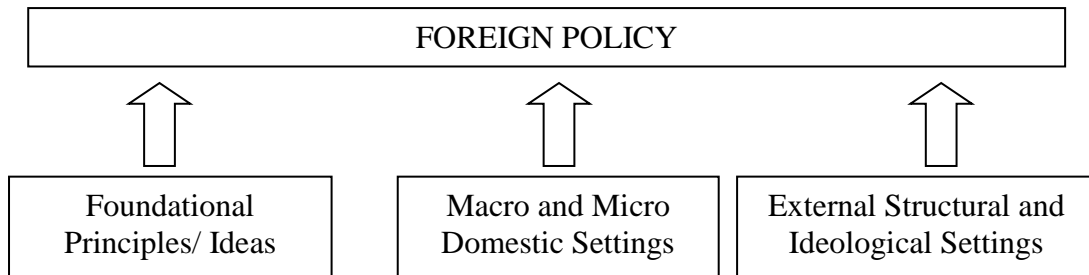 FOREIGN POLICY
Foundational
Principles/ Ideas
Macro and Micro
Domestic Settings
External Structural and
Ideological Settings